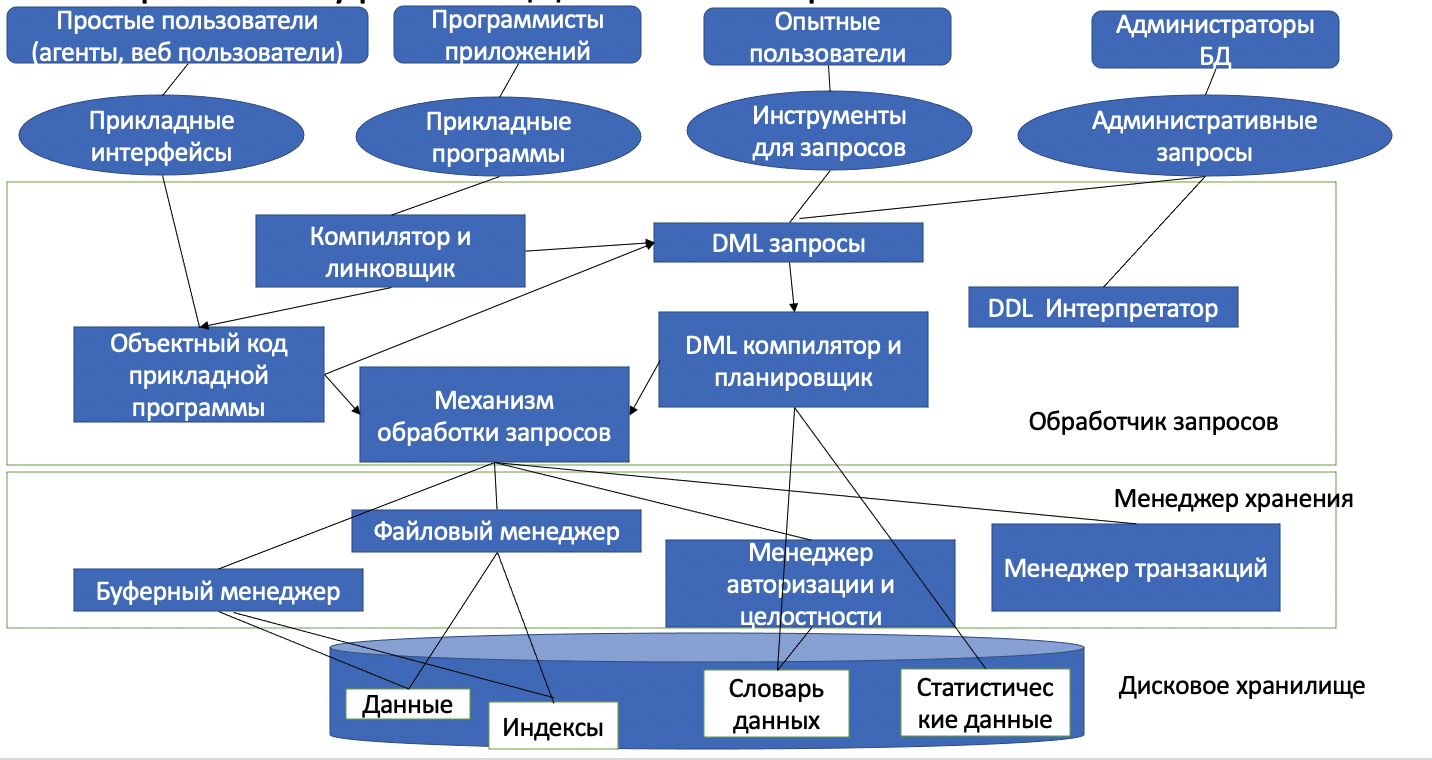 Простые пользователи
(агенты, веб пользователи)
Программисты
приложений
Опытные
пользователи
Администраторы
БД
Прикладные
интерфейсы
Прикладные
программы
Инструменты
для запросов
Административные
запросы
Компилятор и
линковщик
DML запросы
DDL Интерпретатор
Объектный код
прикладной
программы
DML компилятор и
планировщик
Механизм
обработки запросов
Обработчик запросов
Менеджер хранения
Файловый менеджер
Менеджер
авторизации и
целостности
Менеджер транзакций
Буферный менеджер
Данные
Индексы
Словарь
данных
Статистичес
кие данные
Дисковое хранилище